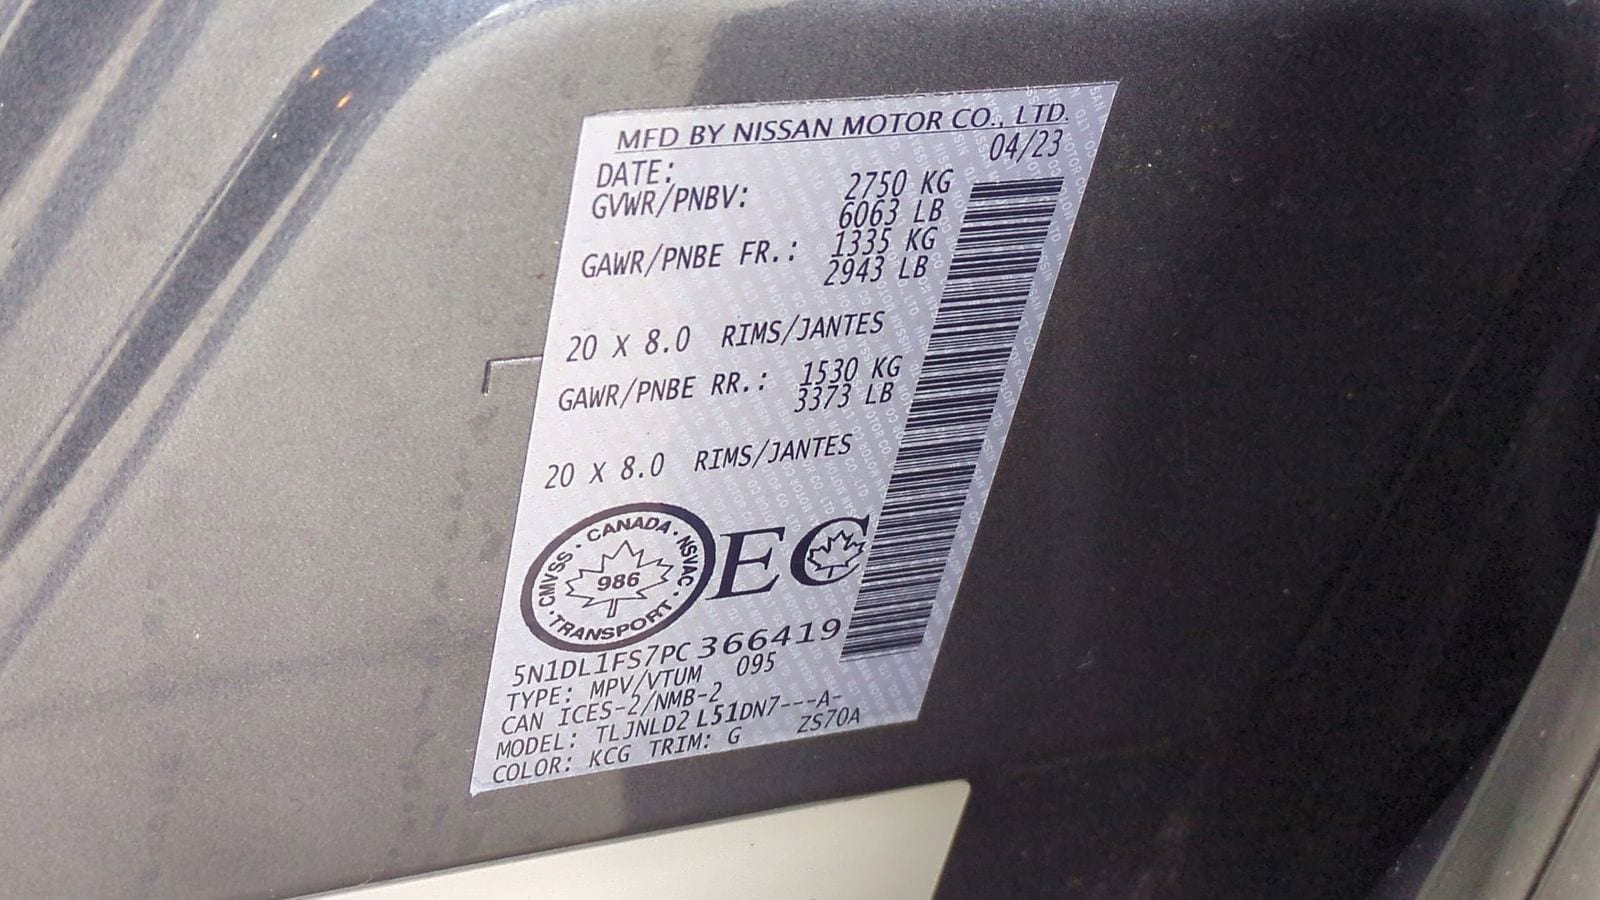 MFD BY NISSAN MOTOR CO., LTD.
DATE: 04/23
GVWR/PNBV: 2750 KG
6063 LB
GAWR/PNBE FR.: 1335 KG
2943 LB
20 X 8.0 RIMS/JANTES
GAWR/PNBE RR.: 1530 KG
3373 LB
20 X 8.0 RIMS/JANTES
CMVSS · CANADA · NSVAC · TRANSPORT ·
986
EC
5N1DL1FS7PC366419
TYPE: MPV/VTUM 095
CAN ICES-2/NMB-2
MODEL: TLJNLD2 L51DN7---A-
COLOR: KCG TRIM: G ZS70A